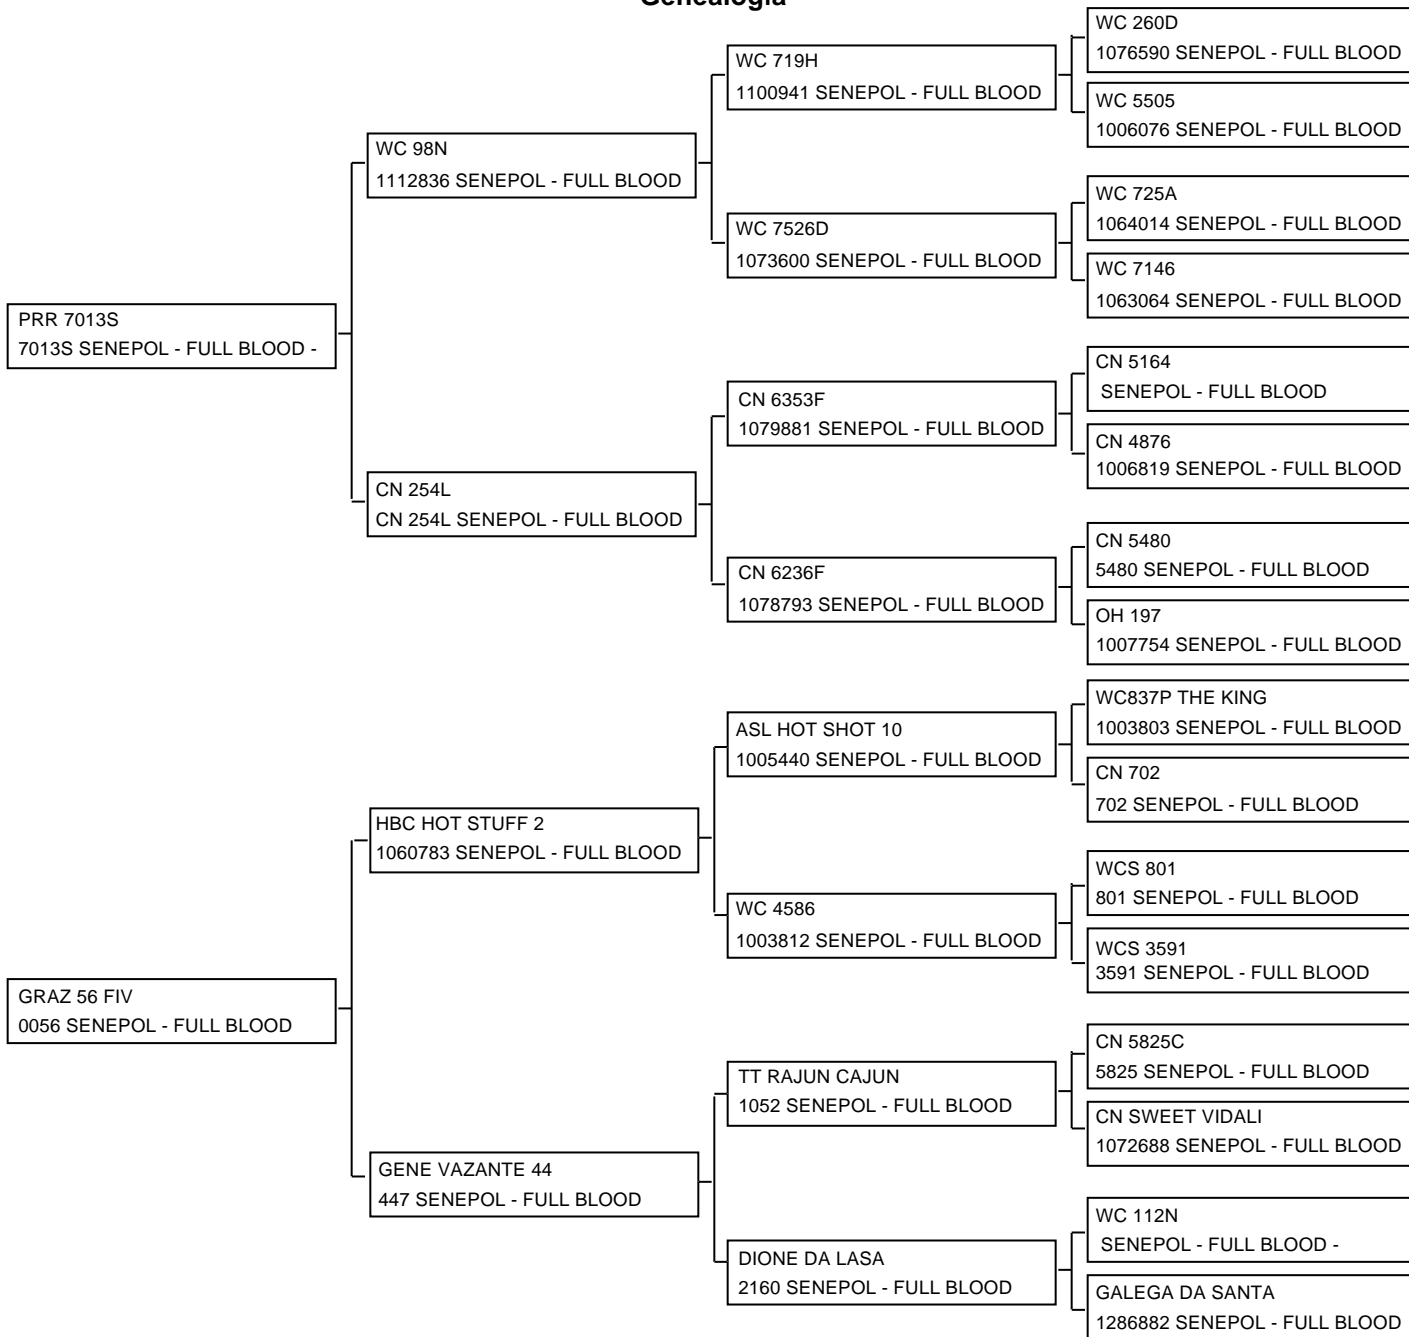 Genealogia
WC 260D
1076590 SENEPOL - FULL BLOOD
WC 719H
1100941 SENEPOL - FULL BLOOD
WC 5505
1006076 SENEPOL - FULL BLOOD
WC 98N
1112836 SENEPOL - FULL BLOOD
WC 725A
1064014 SENEPOL - FULL BLOOD
WC 7526D
1073600 SENEPOL - FULL BLOOD
WC 7146
1063064 SENEPOL - FULL BLOOD
PRR 7013S
7013S SENEPOL - FULL BLOOD -
CN 5164
SENEPOL - FULL BLOOD
CN 6353F
1079881 SENEPOL - FULL BLOOD
CN 4876
1006819 SENEPOL - FULL BLOOD
CN 254L
CN 254L SENEPOL - FULL BLOOD
CN 5480
5480 SENEPOL - FULL BLOOD
CN 6236F
1078793 SENEPOL - FULL BLOOD
OH 197
1007754 SENEPOL - FULL BLOOD
WC837P THE KING
1003803 SENEPOL - FULL BLOOD
ASL HOT SHOT 10
1005440 SENEPOL - FULL BLOOD
CN 702
702 SENEPOL - FULL BLOOD
HBC HOT STUFF 2
1060783 SENEPOL - FULL BLOOD
WCS 801
801 SENEPOL - FULL BLOOD
WC 4586
1003812 SENEPOL - FULL BLOOD
WCS 3591
3591 SENEPOL - FULL BLOOD
GRAZ 56 FIV
0056 SENEPOL - FULL BLOOD
CN 5825C
5825 SENEPOL - FULL BLOOD
TT RAJUN CAJUN
1052 SENEPOL - FULL BLOOD
CN SWEET VIDALI
1072688 SENEPOL - FULL BLOOD
GENE VAZANTE 44
447 SENEPOL - FULL BLOOD
WC 112N
SENEPOL - FULL BLOOD -
DIONE DA LASA
2160 SENEPOL - FULL BLOOD
GALEGA DA SANTA
1286882 SENEPOL - FULL BLOOD